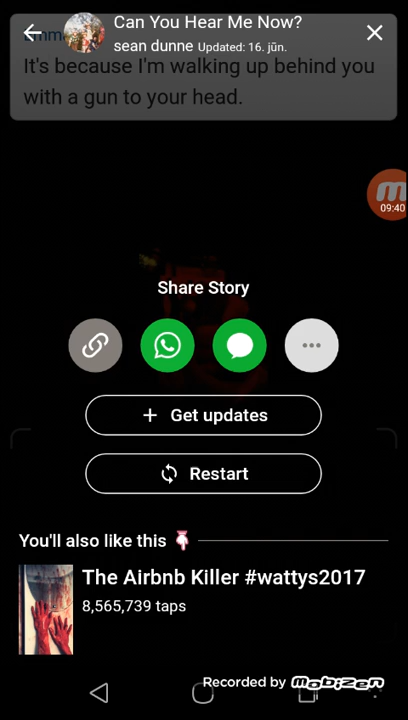 Can You Hear Me Now?
sean dunne Updated: 16. jūn.
It's because I'm walking up behind you
with a gun to your head.
09:40
Share Story
Get updates
Restart
You'll also like this
The Airbnb Killer #wattys2017
8,565,739 taps
Recorded by Mobizen